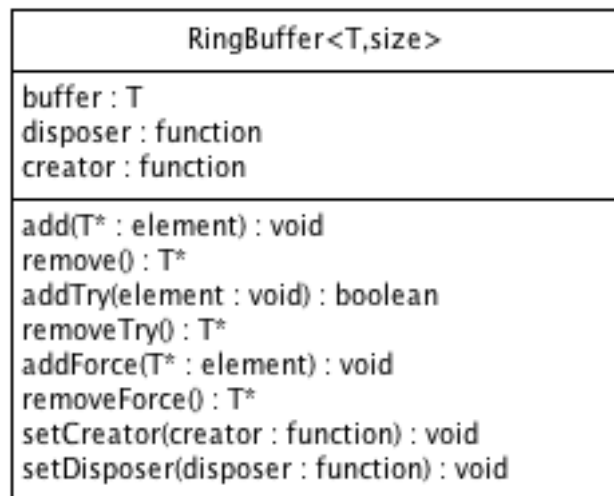 RingBuffer<T,size>
buffer : T
disposer : function
creator : function
add(T* : element) : void
remove() : T*
addTry(element : void) : boolean
removeTry() : T*
addForce(T* : element) : void
removeForce() : T*
setCreator(creator : function) : void
setDisposer(disposer : function) : void